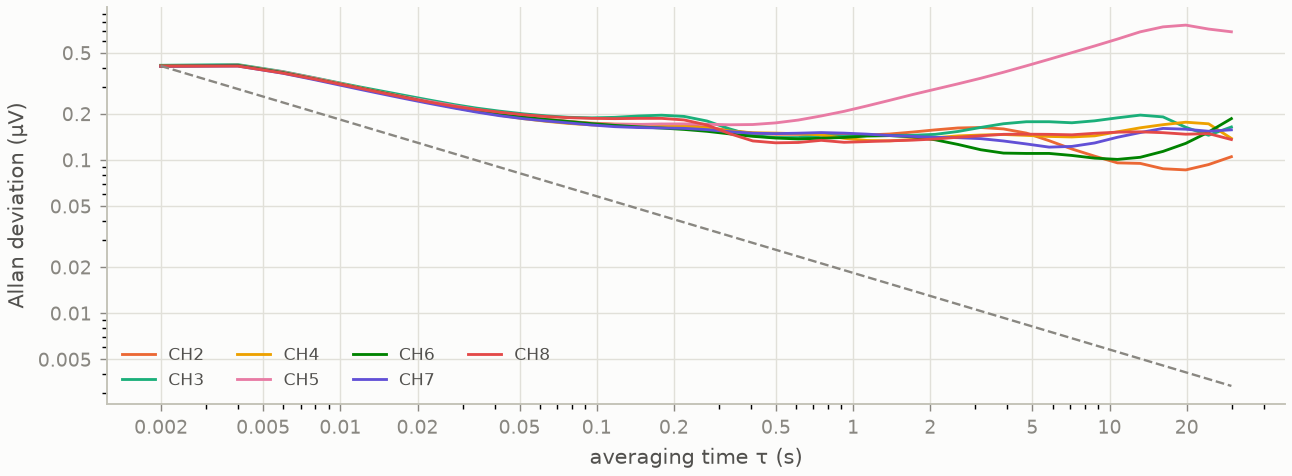 Allan deviation (µV)
0.5
0.2
0.1
0.05
0.02
0.01
0.005
CH2 CH4 CH6 CH8
CH3 CH5 CH7
0.002 0.005 0.01 0.02 0.05 0.1 0.2 0.5 1 2 5 10 20
averaging time τ (s)